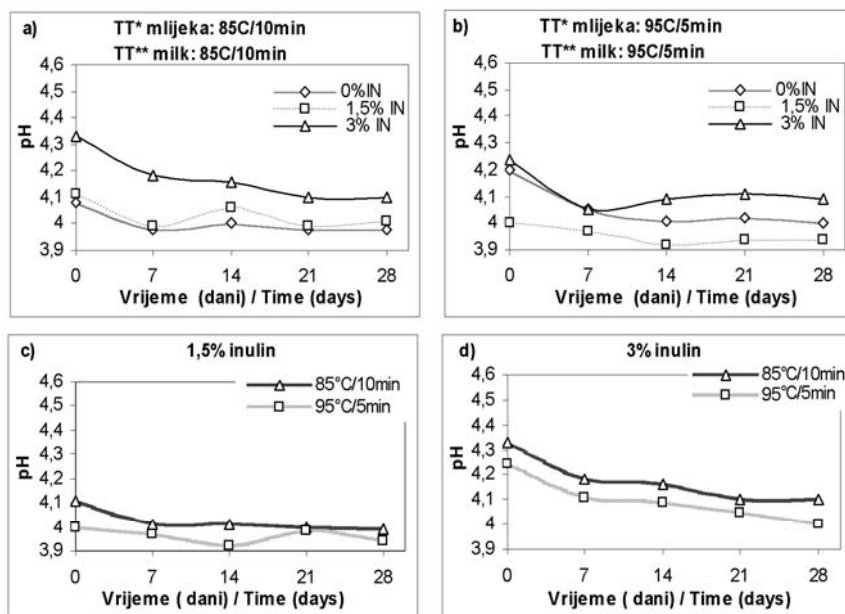 a)
TT* mlijeka: 85C/10min
TT** milk: 85C/10min
4,6
4,5
4,4
4,3
4,2
4,1
4
3,9
pH
0%IN
1,5% IN
3% IN
0 7 14 21 28
Vrijeme (dani) / Time (days)
b)
TT* mlijeka: 95C/5min
TT** milk: 95C/5min
4,6
4,5
4,4
4,3
4,2
4,1
4
3,9
pH
0%IN
1,5% IN
3% IN
0 7 14 21 28
Vrijeme (dani) / Time (days)
c)
1,5% inulin
4,6
4,5
4,4
4,3
4,2
4,1
4
3,9
pH
85°C/10min
95°C/5min
0 7 14 21 28
Vrijeme ( dani) / Time (days)
d)
3% inulin
4,6
4,5
4,4
4,3
4,2
4,1
4
3,9
pH
85°C/10min
95°C/5min
0 7 14 21 28
Vrijeme ( dani) / Time (days)